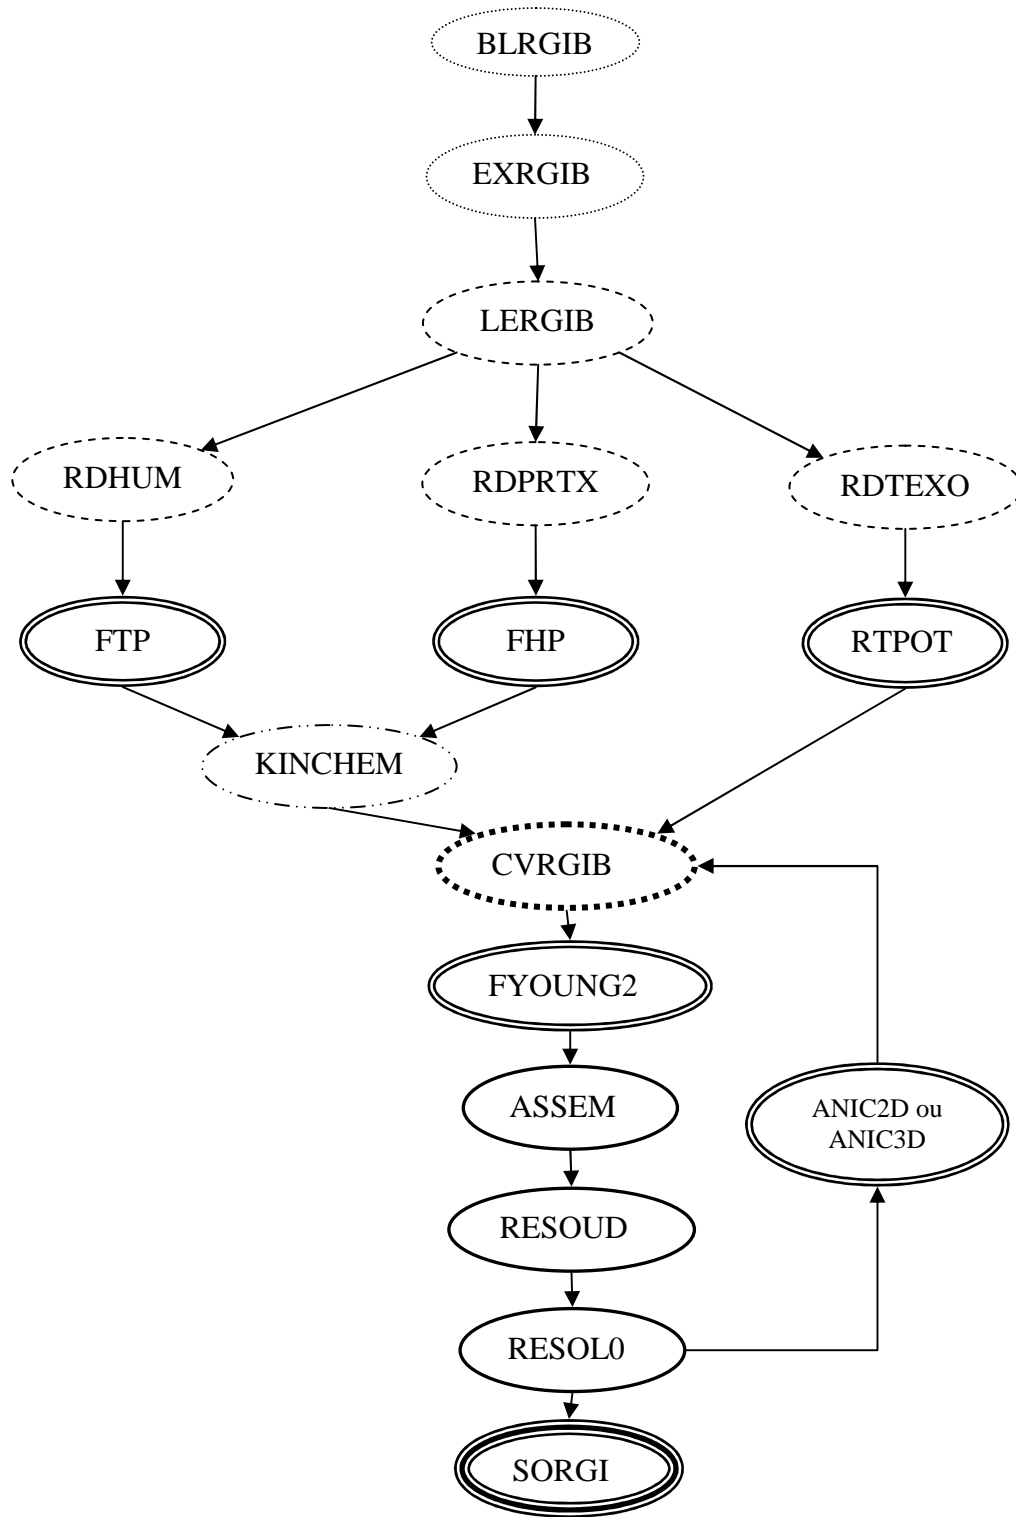 BLRGIB
EXRGIB
LERGIB
RDHUM
RDPRTX
RDTEXO
FTP
FHP
RTPOT
KINCHEM
CVRGIB
FYOUNG2
ASSEM
ANIC2D ou
ANIC3D
RESOUD
RESOL0
SORGI